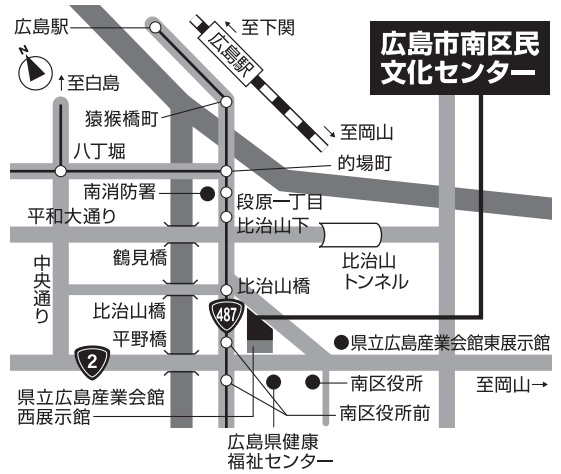 広島駅
至下関
広島駅
広島市南区民
文化センター
N
至白島
猿猴橋町
至岡山
八丁堀
的場町
南消防署
段原一丁目
平和大通り
比治山下
鶴見橋
比治山
トンネル
中央通り
比治山橋
比治山橋
487
平野橋
県立広島産業会館東展示館
2
県立広島産業会館
西展示館
南区役所
至岡山
南区役所前
広島県健康
福祉センター